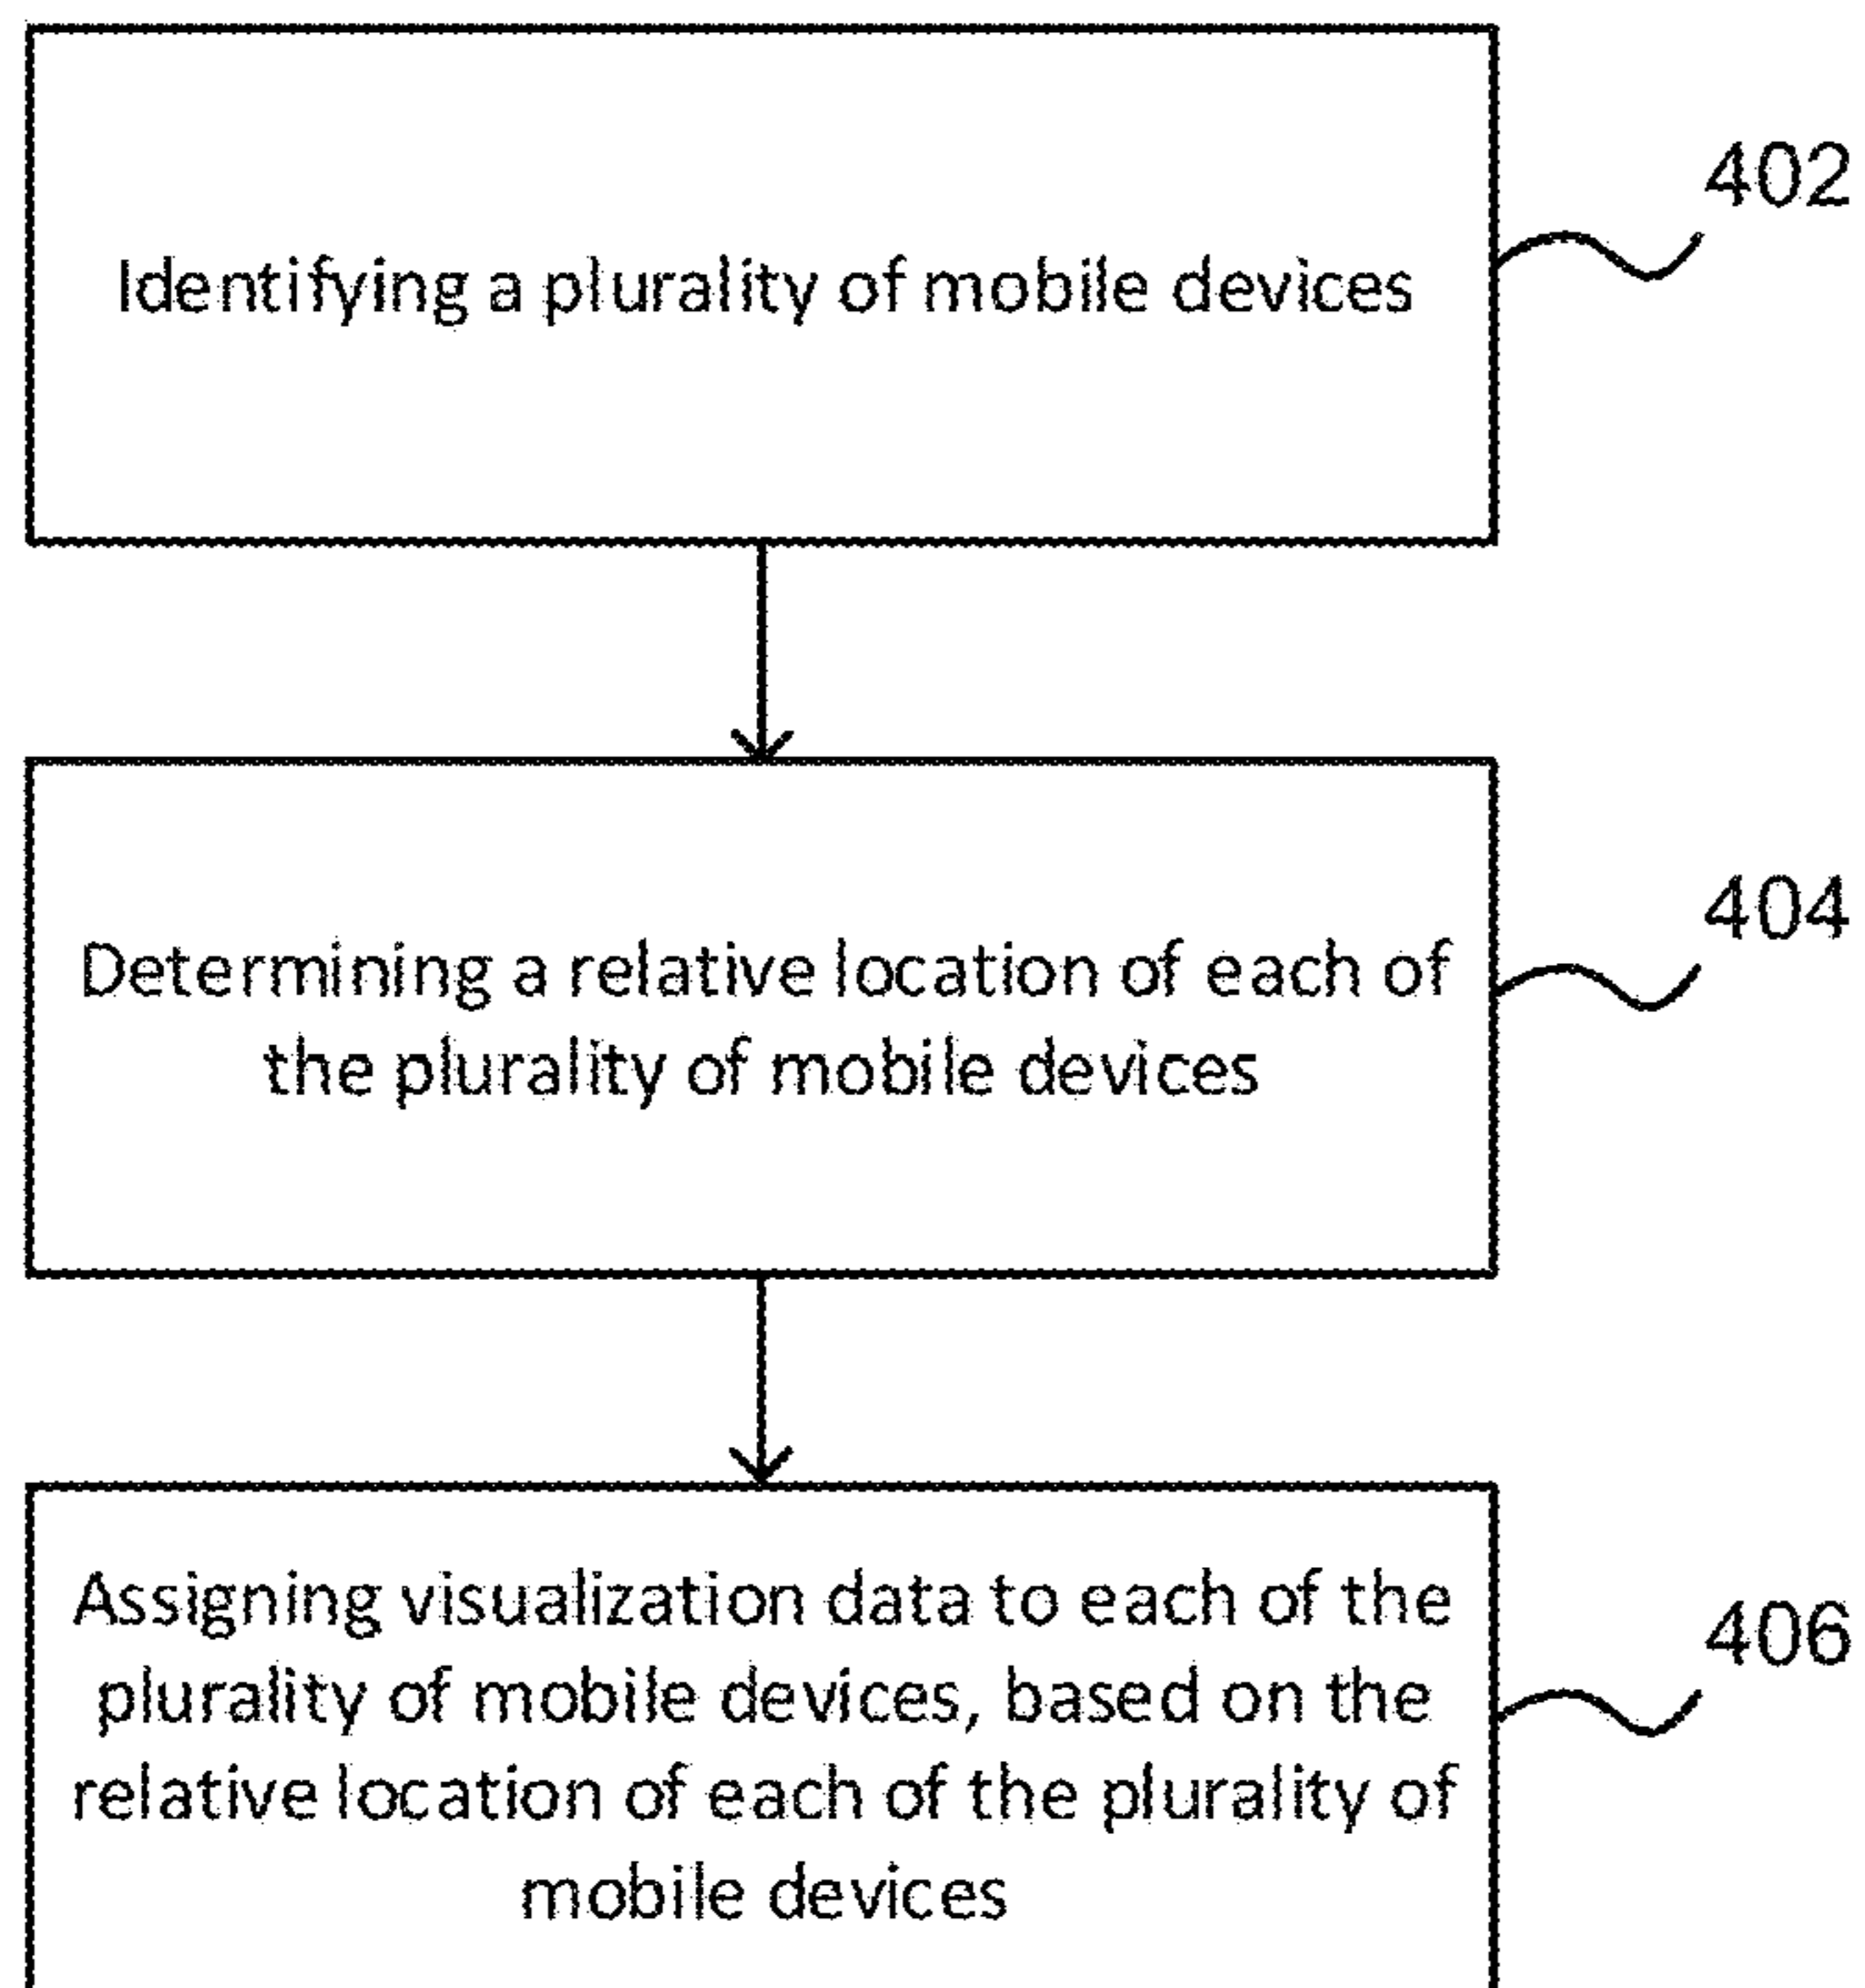 402
Identifying a plurality of mobile devices
404
Determining a relative location of each of
the plurality of mobile devices
406
Assigning visualization data to each of the
plurality of mobile devices, based on the
relative location of each of the plurality of
mobile devices